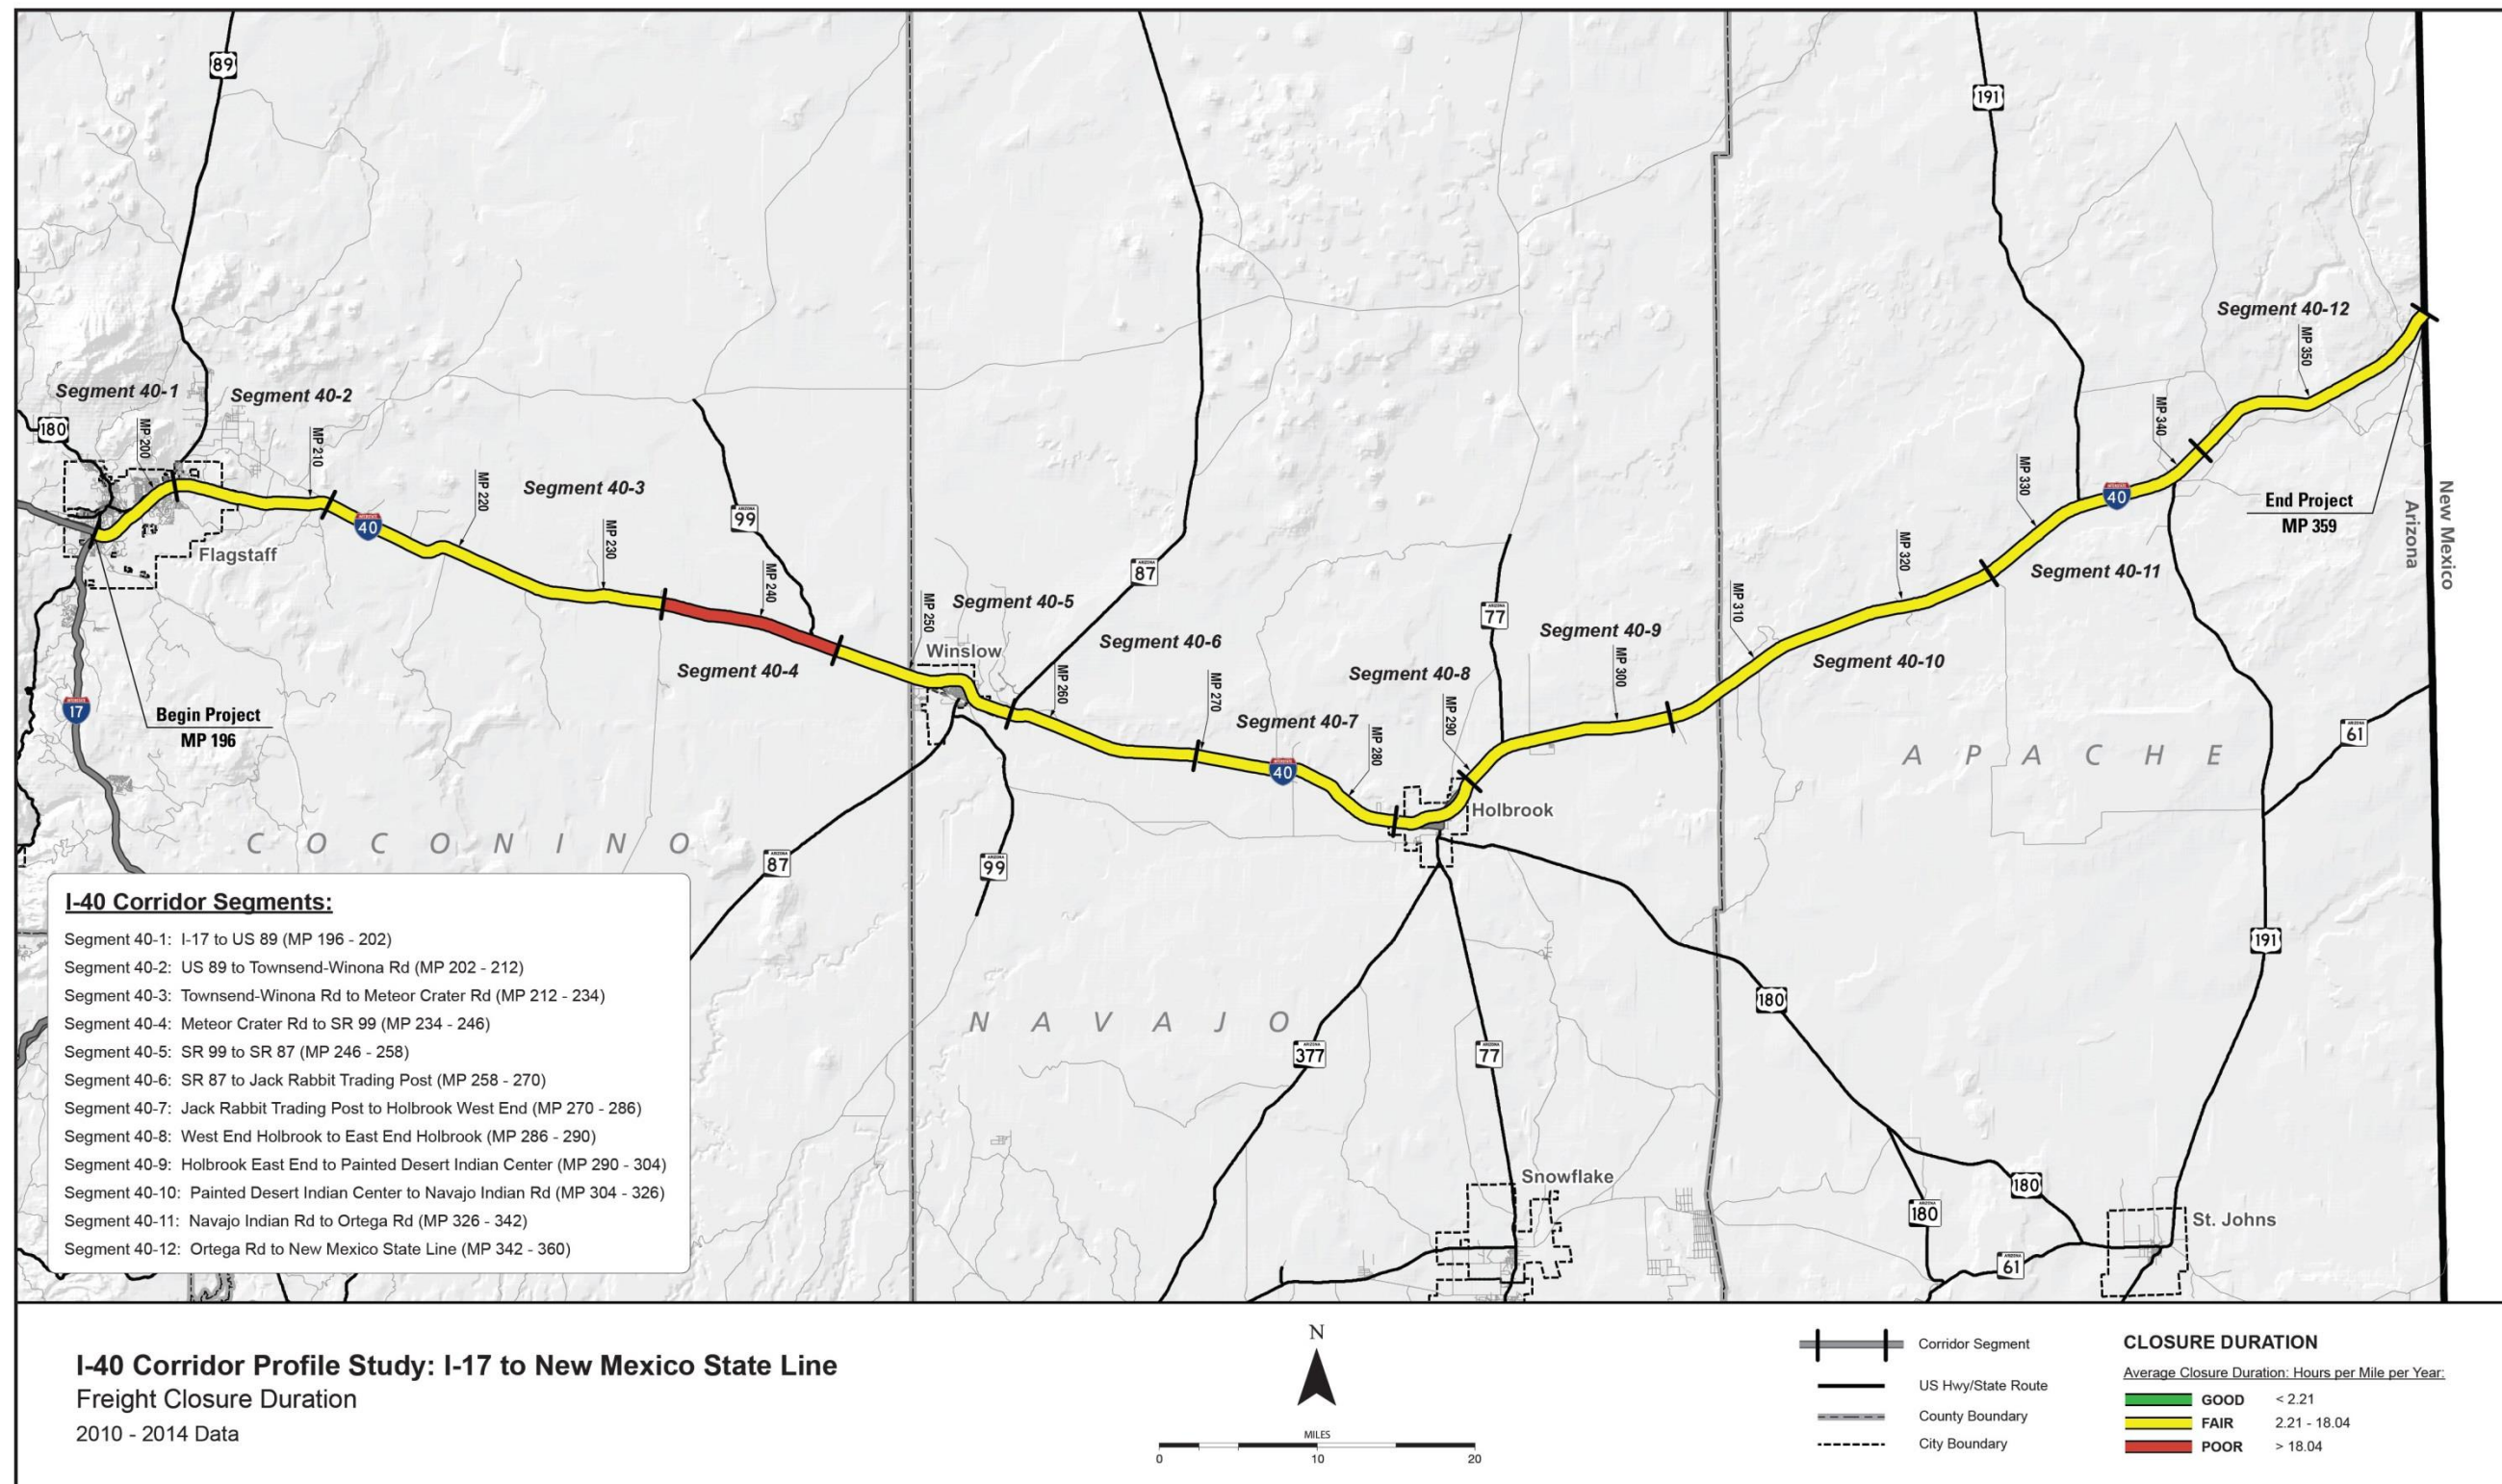 89
191
Segment 40-12
MP 350
Segment 40-1
Segment 40-2
180
MP 200
MP 210
MP 340
MP 220
Segment 40-3
MP 230
99
40
MP 330
40
End Project
MP 359
Arizona
New Mexico
Flagstaff
MP 240
87
MP 320
Segment 40-11
MP 250
Segment 40-5
Winslow
77
Segment 40-9
MP 310
Segment 40-6
Segment 40-4
MP 260
MP 270
Segment 40-8
MP 300
Segment 40-10
17
Begin Project
MP 196
Segment 40-7
MP 280
MP 290
40
61
APACHE
Holbrook
COCONINO
87
99
191
180
NAVAJO
377
77
Snowflake
180
180
St. Johns
61
I-40 Corridor Segments:
Segment 40-1: I-17 to US 89 (MP 196 - 202)
Segment 40-2: US 89 to Townsend-Winona Rd (MP 202 - 212)
Segment 40-3: Townsend-Winona Rd to Meteor Crater Rd (MP 212 - 234)
Segment 40-4: Meteor Crater Rd to SR 99 (MP 234 - 246)
Segment 40-5: SR 99 to SR 87 (MP 246 - 258)
Segment 40-6: SR 87 to Jack Rabbit Trading Post (MP 258 - 270)
Segment 40-7: Jack Rabbit Trading Post to Holbrook West End (MP 270 - 286)
Segment 40-8: West End Holbrook to East End Holbrook (MP 286 - 290)
Segment 40-9: Holbrook East End to Painted Desert Indian Center (MP 290 - 304)
Segment 40-10: Painted Desert Indian Center to Navajo Indian Rd (MP 304 - 326)
Segment 40-11: Navajo Indian Rd to Ortega Rd (MP 326 - 342)
Segment 40-12: Ortega Rd to New Mexico State Line (MP 342 - 360)
I-40 Corridor Profile Study: I-17 to New Mexico State Line
Freight Closure Duration
2010 - 2014 Data
N
MILES
0 10 20
Corridor Segment
US Hwy/State Route
County Boundary
City Boundary
CLOSURE DURATION
Average Closure Duration: Hours per Mile per Year:
GOOD < 2.21
FAIR 2.21 - 18.04
POOR > 18.04